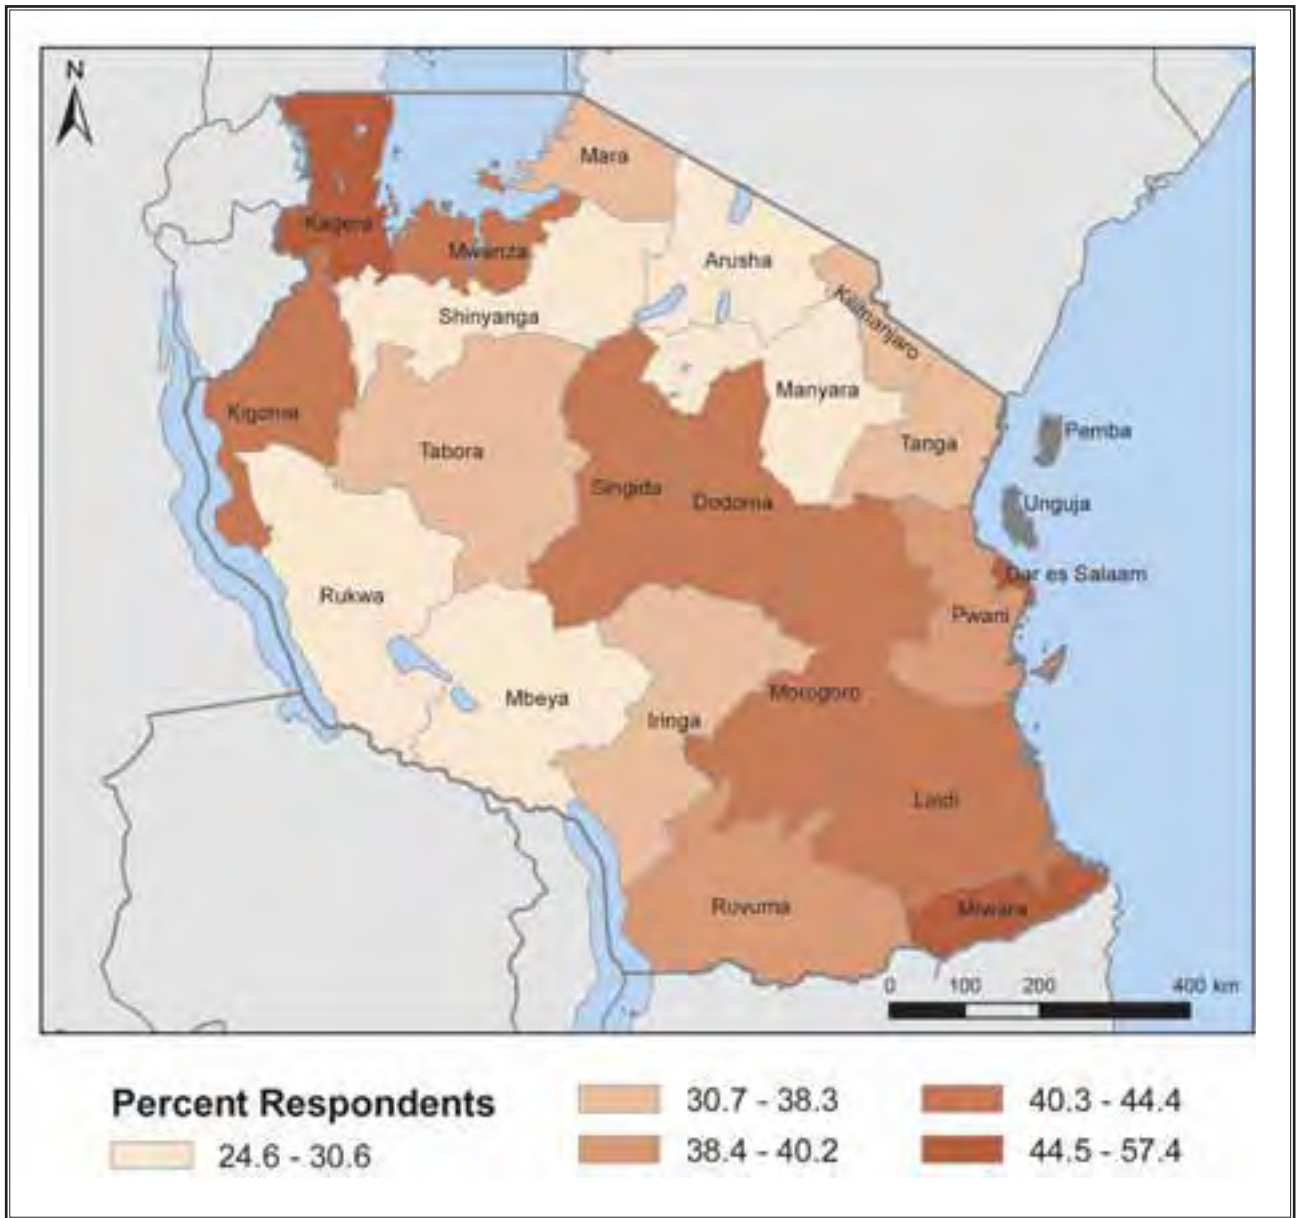 N
Mara
Kagera
Mwanza
Arusha
Shinyanga
Kilimanjaro
Manyara
Kigoma
Pemba
Tanga
Tabora
Singida
Dodoma
Unguja
Dar es Salaam
Rukwa
Pwani
Morogoro
Mbeya
Iringa
Lindi
Ruvuma
Mtwara
0 100 200 400 km
Percent Respondents
24.6 - 30.6
30.7 - 38.3
38.4 - 40.2
40.3 - 44.4
44.5 - 57.4